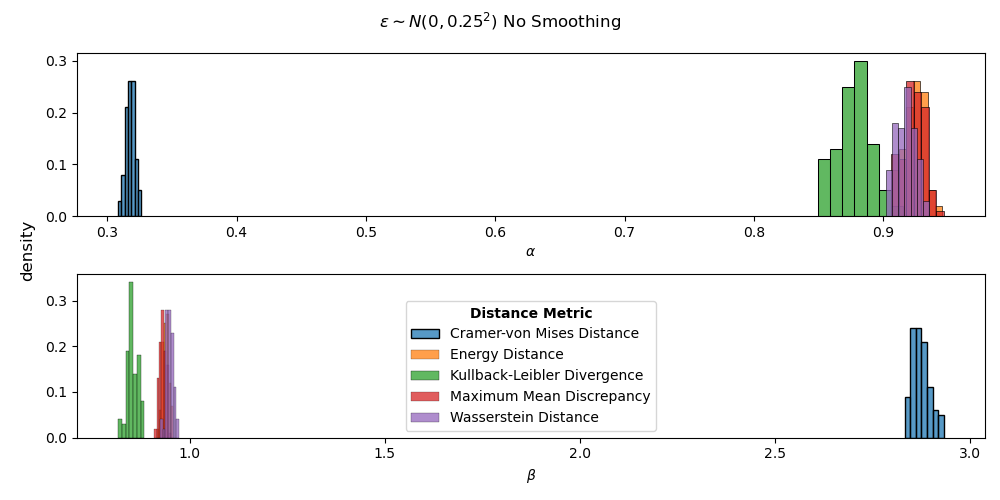 ε ~ N(0, 0.25²) No Smoothing
0.3
0.2
0.1
0.0
0.3 0.4 0.5 0.6 0.7 0.8 0.9
α
density
0.3
0.2
0.1
0.0
Distance Metric
Cramer-von Mises Distance
Energy Distance
Kullback-Leibler Divergence
Maximum Mean Discrepancy
Wasserstein Distance
1.0 1.5 2.0 2.5 3.0
β